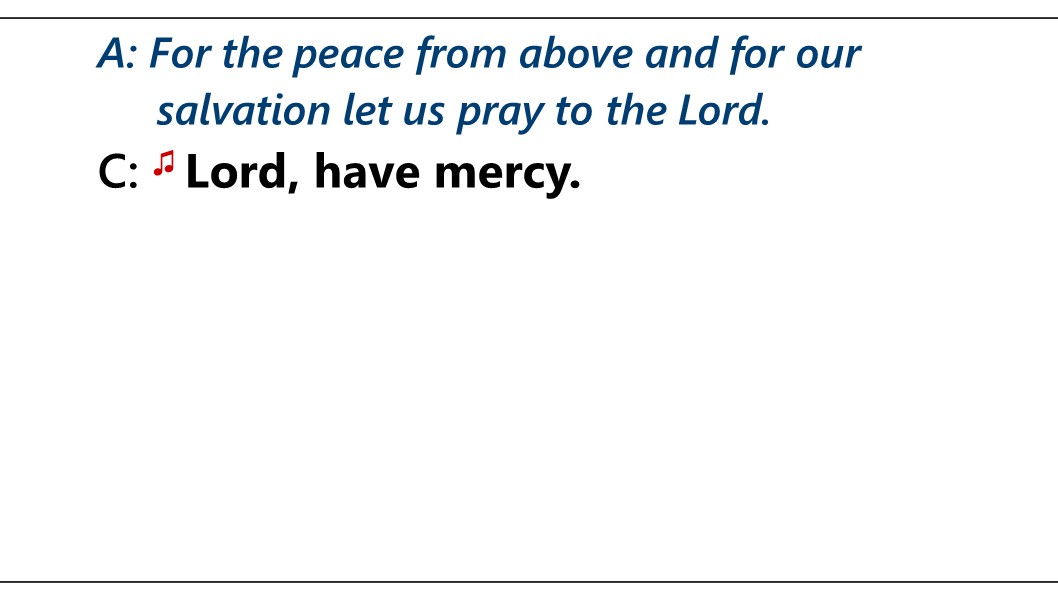 A: For the peace from above and for our
salvation let us pray to the Lord.
C: ♫ Lord, have mercy.